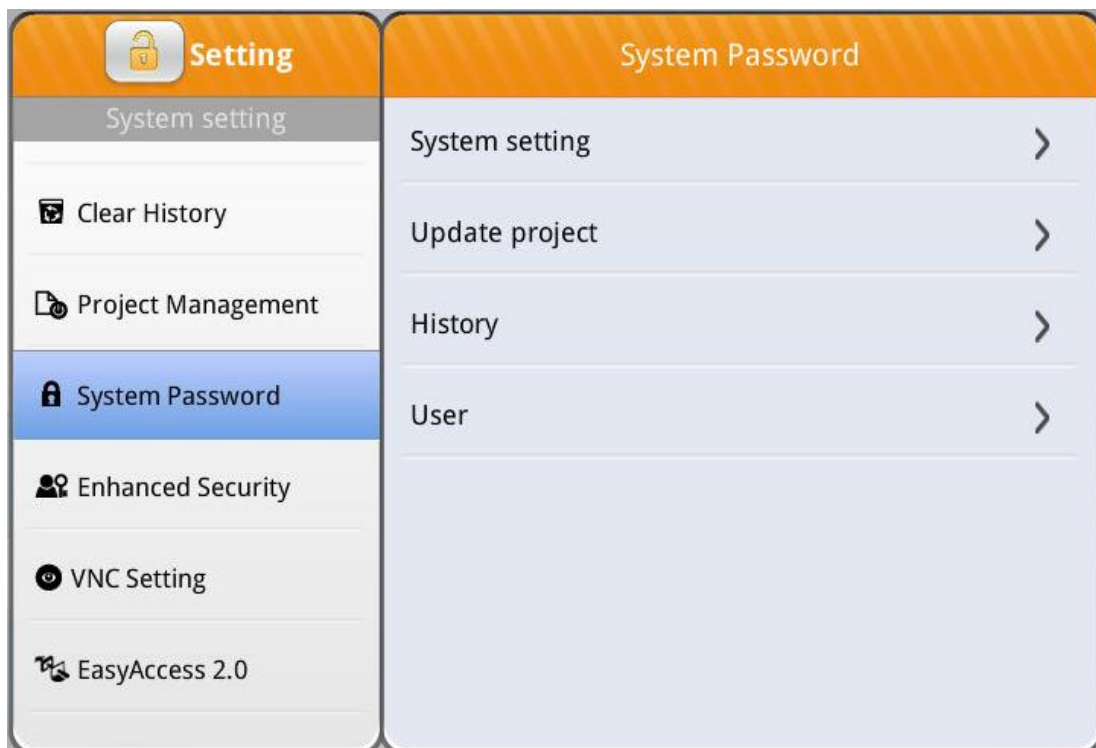 Setting
System setting
Clear History
Project Management
System Password
Enhanced Security
VNC Setting
EasyAccess 2.0
System Password
System setting
Update project
History
User